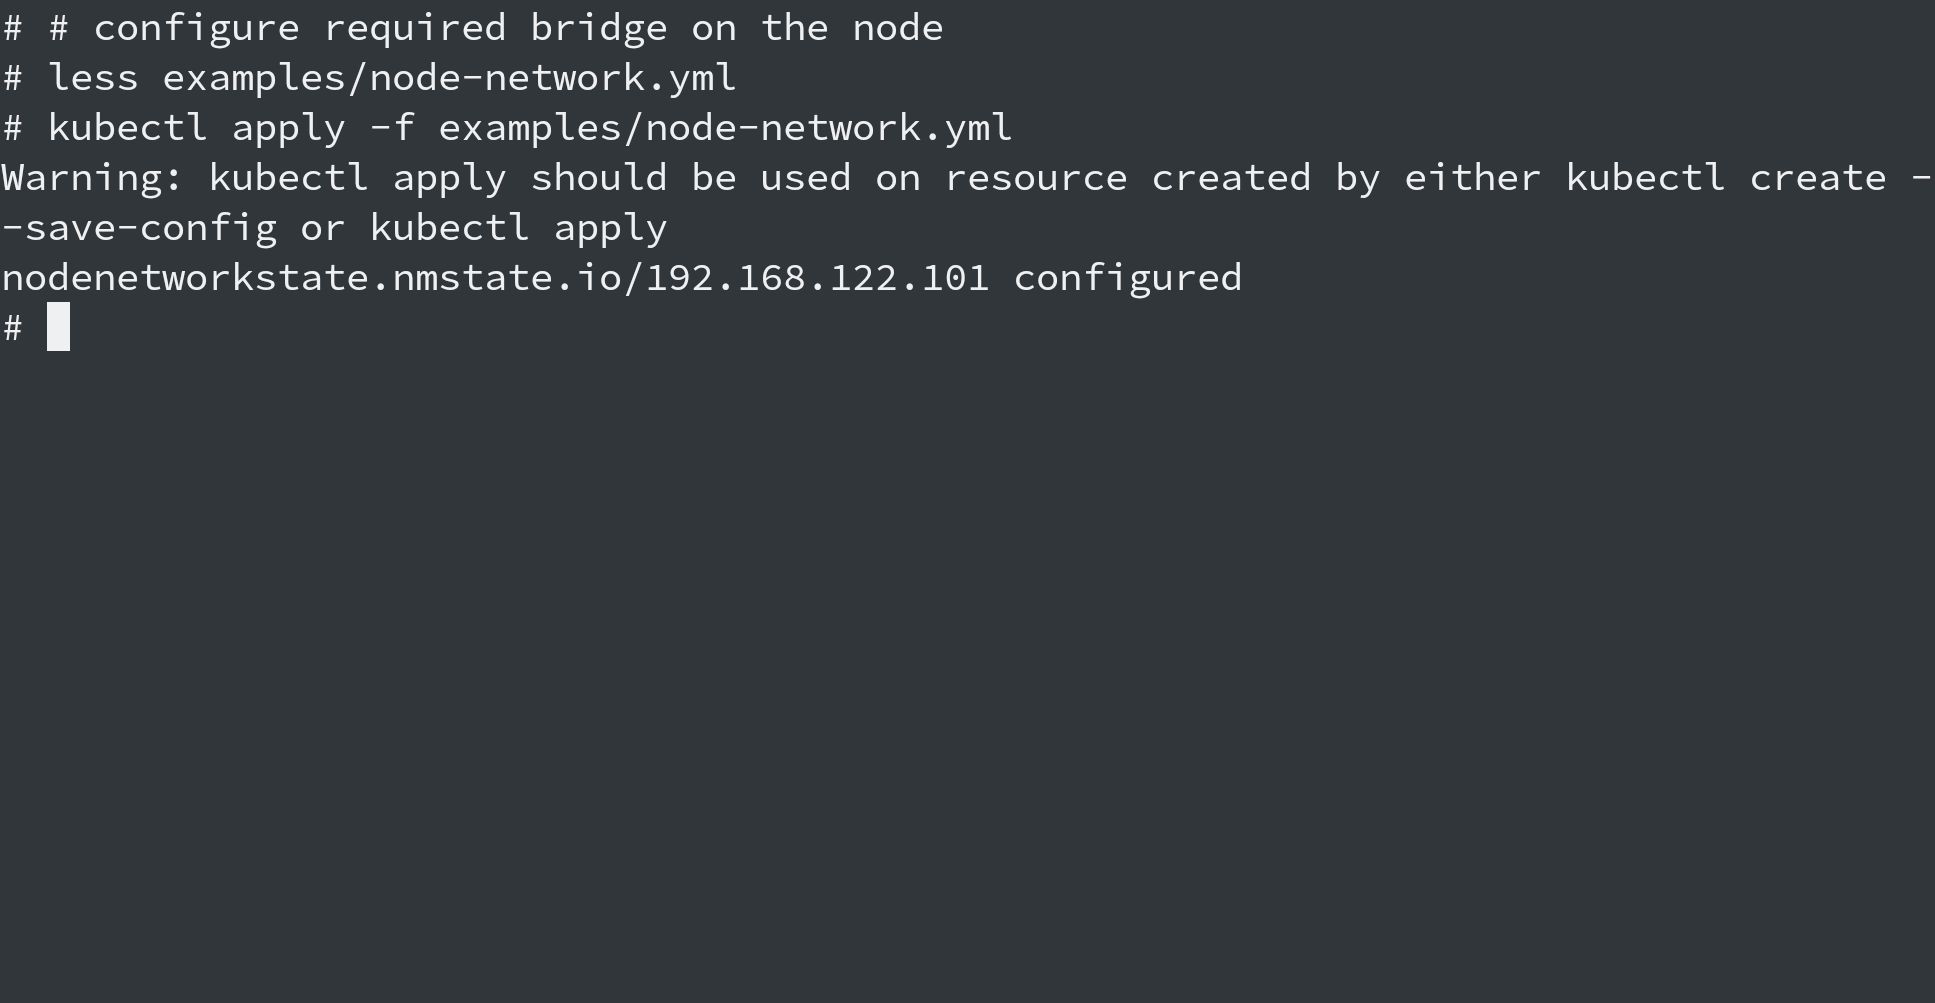 # # configure required bridge on the node
# less examples/node-network.yml
# kubectl apply -f examples/node-network.yml
Warning: kubectl apply should be used on resource created by either kubectl create -
-save-config or kubectl apply
nodenetworkstate.nmstate.io/192.168.122.101 configured
#